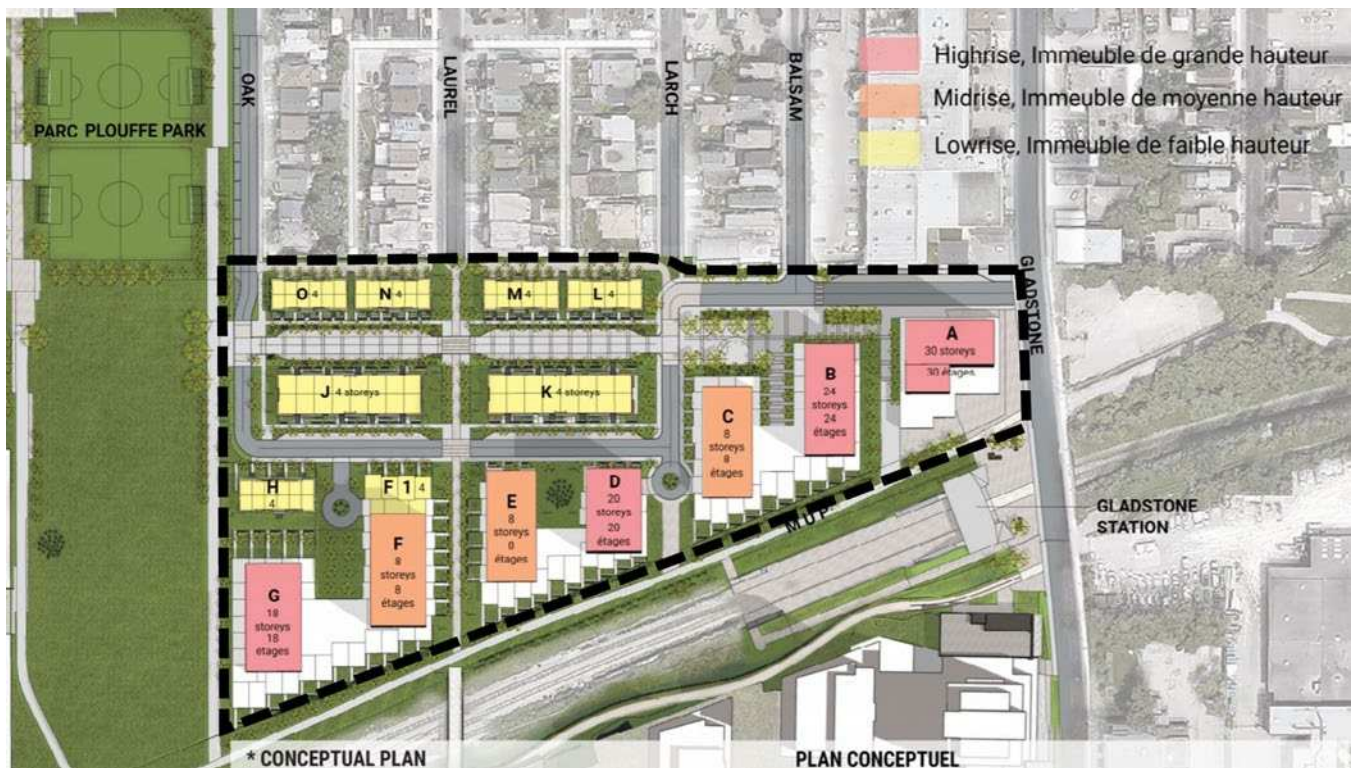 Highrise, Immeuble de grande hauteur
Midrise, Immeuble de moyenne hauteur
Lowrise, Immeuble de faible hauteur
PARC PLOUFFE PARK
OAK
LAUREL
LARCH
BALSAM
GLADSTONE
O 4
N 4
M 4
L 4
J 4 storeys
K 4 storeys
A
30 storeys
30 étages
B
24
storeys
24
étages
C
8
storeys
8
étages
D
20
storeys
20
étages
E
8
storeys
0
étages
H
4
F 1 4
F
8
storeys
8
étages
G
18
storeys
18
étages
MUP
GLADSTONE
STATION
* CONCEPTUAL PLAN
PLAN CONCEPTUEL